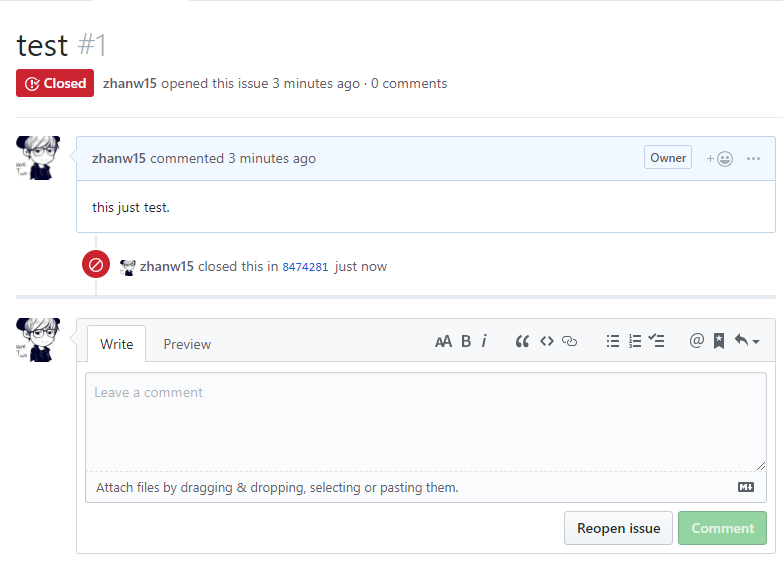 test #1
Closed zhanw15 opened this issue 3 minutes ago · 0 comments
zhanw15 commented 3 minutes ago Owner
this just test.
zhanw15 closed this in 8474281 just now
Write Preview AA B i
Leave a comment
Attach files by dragging & dropping, selecting or pasting them.
Reopen issue Comment